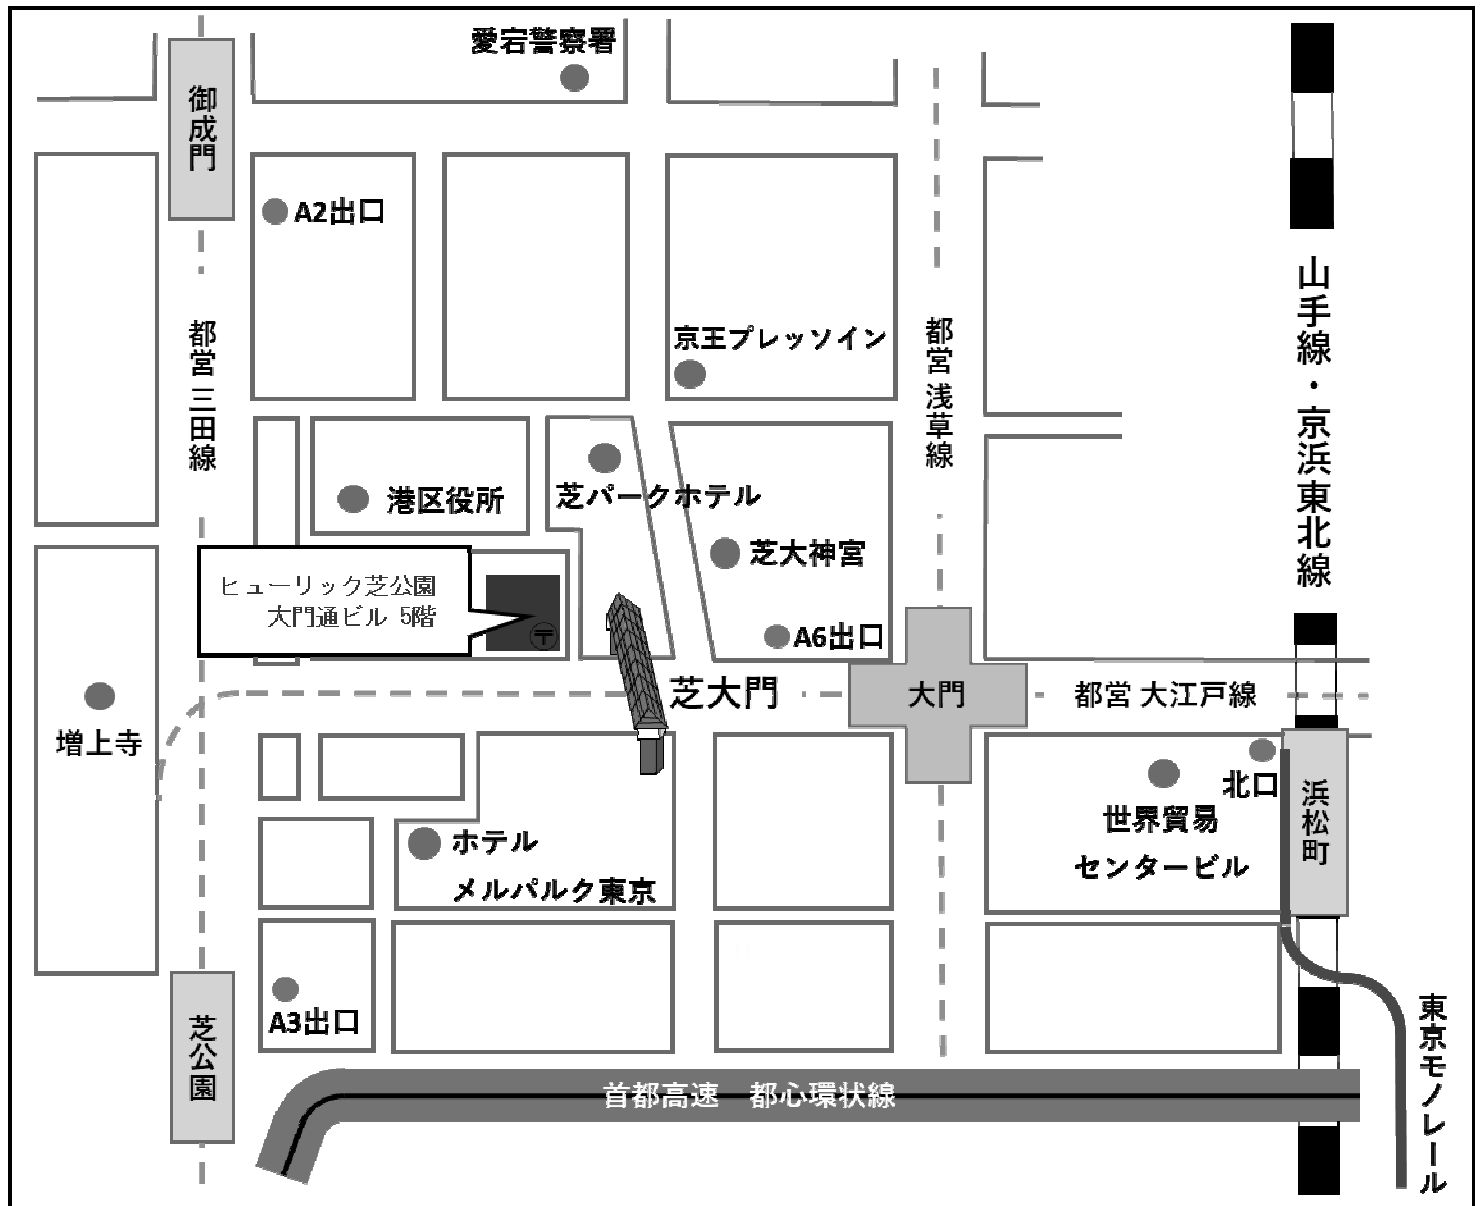 愛宕警察署
御成門
A2出口
京王プレッソイン
都営 三田線
都営 浅草線
山手線・京浜東北線
港区役所
芝パークホテル
芝大神宮
ヒューリック芝公園
大門通ビル 5階
〒
A6出口
芝大門
大門
都営 大江戸線
増上寺
北口
浜松町
世界貿易
センタービル
ホテル
メルパルク東京
A3出口
芝公園
首都高速 都心環状線
東京モノレール